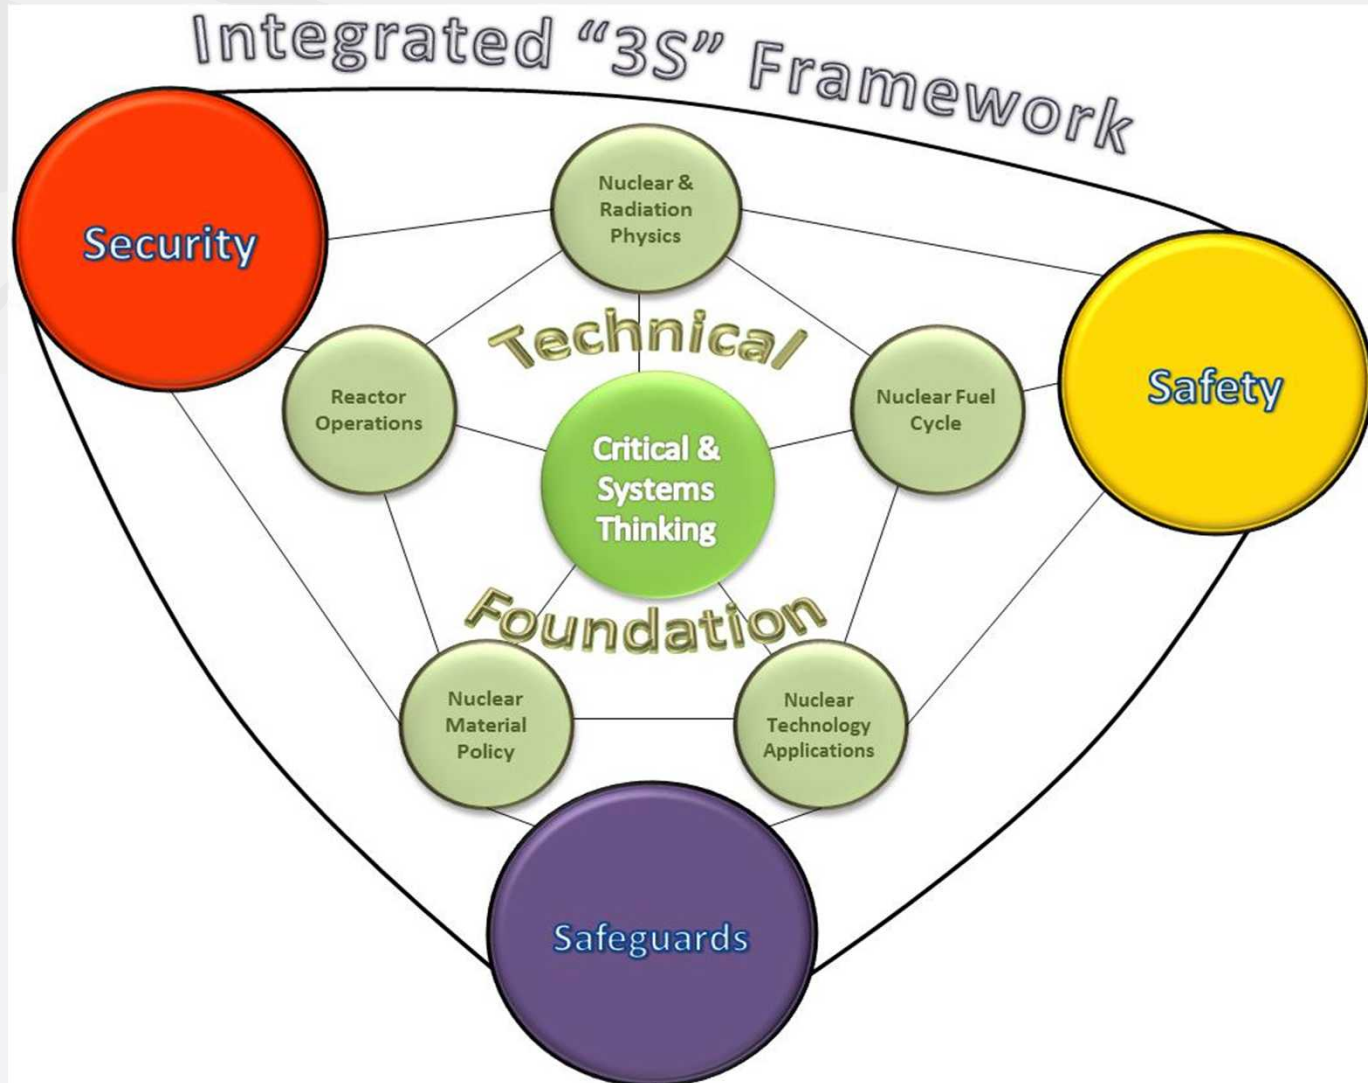 Integrated “3S” Framework
Security
Nuclear &
Radiation
Physics
Technical
Reactor
Operations
Nuclear Fuel
Cycle
Safety
Critical &
Systems
Thinking
Foundation
Nuclear
Material
Policy
Nuclear
Technology
Applications
Safeguards